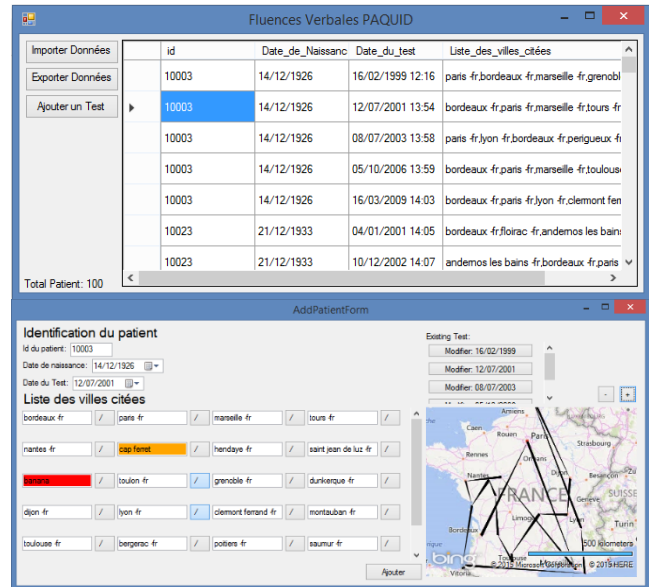 Fluences Verbales PAQUID
Importer Données
Exporter Données
Ajouter un Test
id Date_de_Naissanc Date_du_test Liste_des_villes_citées
10003 14/12/1926 16/02/1999 12:16 paris -fr,bordeaux -fr,marseille -fr,grenobl
10003 14/12/1926 12/07/2001 13:54 bordeaux -fr,paris -fr,marseille -fr,tours -fr
10003 14/12/1926 08/07/2003 13:58 paris -fr,lyon -fr,bordeaux -fr,perigueux -fr
10003 14/12/1926 05/10/2006 13:59 bordeaux -fr,paris -fr,marseille -fr,toulous
10003 14/12/1926 16/03/2009 14:03 bordeaux -fr,paris -fr,lyon -fr,clermont ferr
10023 21/12/1933 04/01/2001 14:05 bordeaux -fr,floirac -fr,andernos les bains
10023 21/12/1933 10/12/2002 14:07 andernos les bains -fr,bordeaux -fr,paris
Total Patient: 100
AddPatientForm
Identification du patient
Id du patient: 10003
Date de naissance: 14/12/1926
Date du Test: 12/07/2001
Liste des villes citées
Existing Test:
Modifier: 16/02/1999
Modifier: 12/07/2001
Modifier: 08/07/2003
- +
bordeaux -fr / paris -fr / marseille -fr / tours -fr /
nantes -fr / cap ferret / hendaye -fr / saint jean de luz -fr /
banana / toulon -fr / grenoble -fr / dunkerque -fr /
dijon -fr / lyon -fr / clermont ferrand -fr / montauban -fr /
toulouse -fr / bergerac -fr / poitiers -fr / saumur -fr /
Ajouter
Amiens
Caen
Rouen
Paris
Strasbourg
Rennes
Orleans
Nantes
Dijon
Besançon
FRANCE
Genève
SUISSE
Limoges
Lyon
Turin
Bordeaux
500 kilometers
Toulouse
bing
Vitoria
© 2015 Microsoft Corporation © 2015 HERE